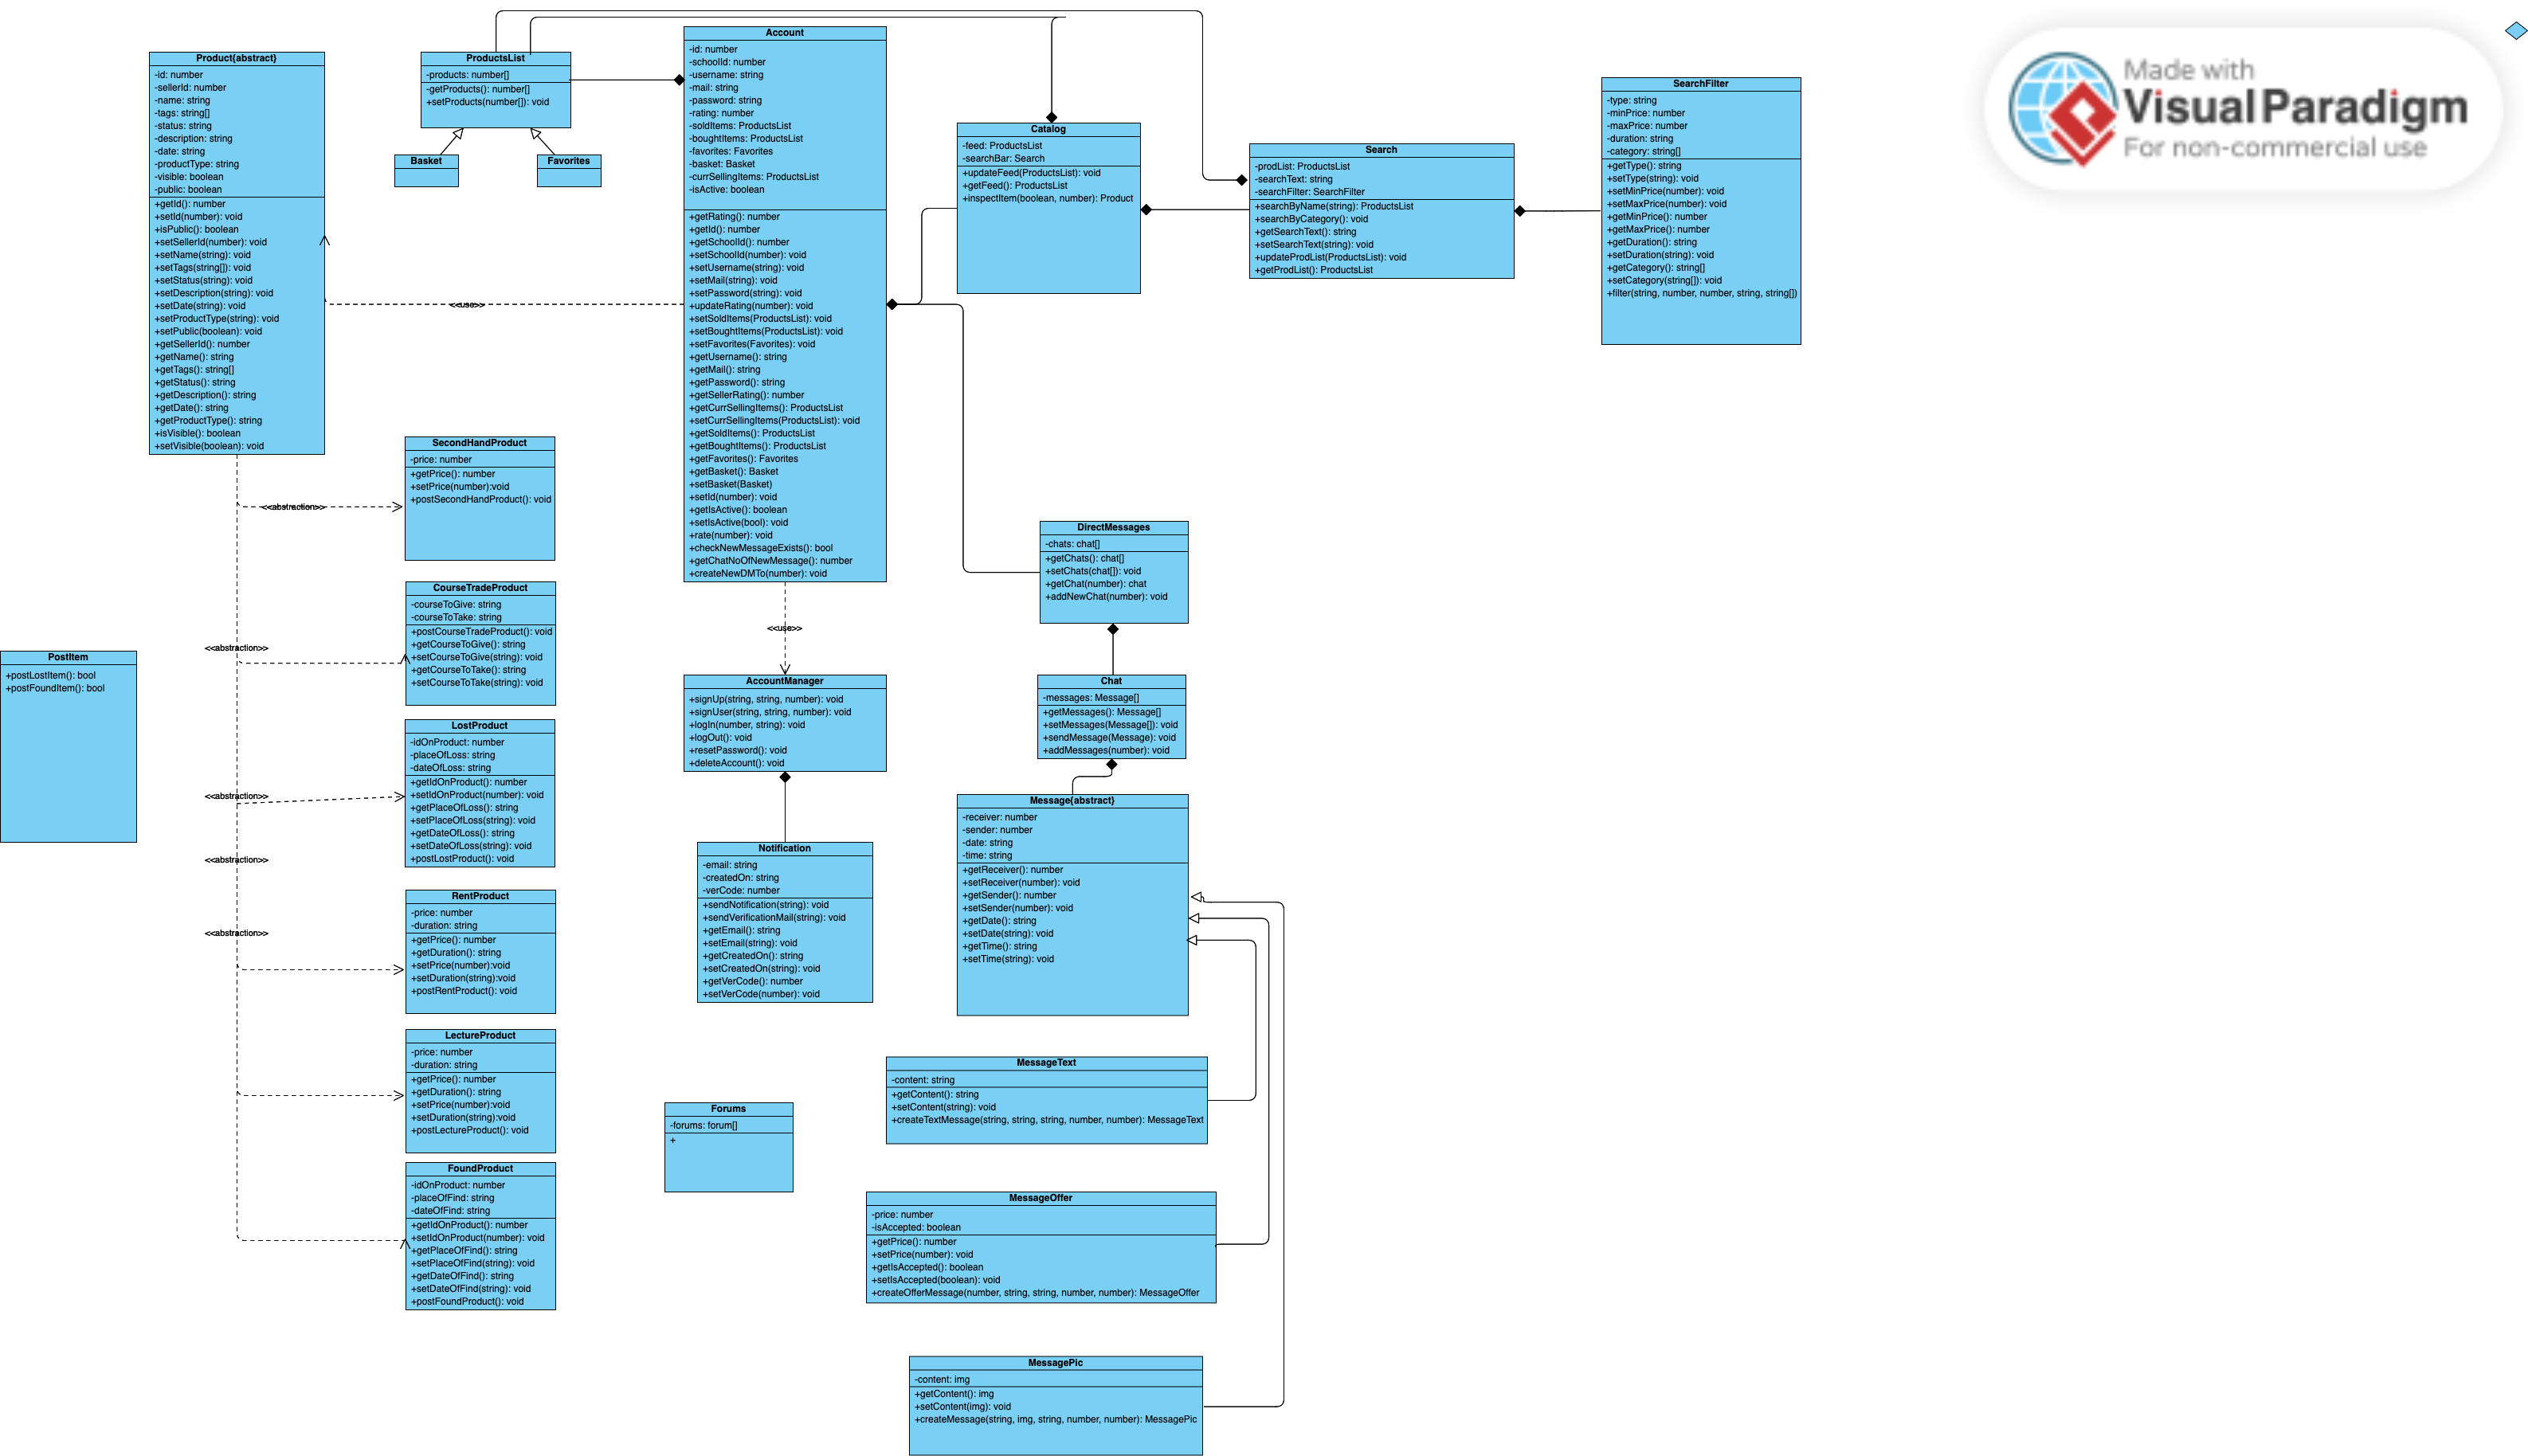 Product{abstract}
-id: number
-sellerId: number
-name: string
-tags: string[]
-status: string
-description: string
-date: string
-productType: string
-visible: boolean
-public: boolean
+getId(): number
+setId(number): void
+isPublic(): boolean
+setSellerId(number): void
+setName(string): void
+setTags(string[]): void
+setStatus(string): void
+setDescription(string): void
+setDate(string): void
+setProductType(string): void
+setPublic(boolean): void
+getSellerId(): number
+getName(): string
+getTags(): string[]
+getStatus(): string
+getDescription(): string
+getDate(): string
+getProductType(): string
+isVisible(): boolean
+setVisible(boolean): void
ProductsList
-products: number[]
-getProducts(): number[]
+setProducts(number[]): void
Basket
Favorites
Account
-id: number
-schoolId: number
-username: string
-mail: string
-password: string
-rating: number
-soldItems: ProductsList
-boughtItems: ProductsList
-favorites: Favorites
-basket: Basket
-currSellingItems: ProductsList
-isActive: boolean
+getRating(): number
+getId(): number
+getSchoolId(): number
+setSchoolId(number): void
+setUsername(string): void
+setMail(string): void
+setPassword(string): void
+updateRating(number): void
+setSoldItems(ProductsList): void
+setBoughtItems(ProductsList): void
+setFavorites(Favorites): void
+getUsername(): string
+getMail(): string
+getPassword(): string
+getSellerRating(): number
+getCurrSellingItems(): ProductsList
+setCurrSellingItems(ProductsList): void
+getSoldItems(): ProductsList
+getBoughtItems(): ProductsList
+getFavorites(): Favorites
+getBasket(): Basket
+setBasket(Basket)
+setId(number): void
+getIsActive(): boolean
+setIsActive(bool): void
+rate(number): void
+checkNewMessageExists(): bool
+getChatNoOfNewMessage(): number
+createNewDMTo(number): void
Catalog
-feed: ProductsList
-searchBar: Search
+updateFeed(ProductsList): void
+getFeed(): ProductsList
+inspectItem(boolean, number): Product
Search
-prodList: ProductsList
-searchText: string
-searchFilter: SearchFilter
+searchByName(string): ProductsList
+searchByCategory(): void
+getSearchText(): string
+setSearchText(string): void
+updateProdList(ProductsList): void
+getProdList(): ProductsList
SearchFilter
-type: string
-minPrice: number
-maxPrice: number
-duration: string
-category: string[]
+getType(): string
+setType(string): void
+setMinPrice(number): void
+setMaxPrice(number): void
+getMinPrice(): number
+getMaxPrice(): number
+getDuration(): string
+setDuration(string): void
+getCategory(): string[]
+setCategory(string[]): void
+filter(string, number, number, string, string[])
Made with
Visual Paradigm
For non-commercial use
<<use>>
<<abstraction>>
<<abstraction>>
<<abstraction>>
<<abstraction>>
<<abstraction>>
PostItem
+postLostItem(): bool
+postFoundItem(): bool
SecondHandProduct
-price: number
+getPrice(): number
+setPrice(number):void
+postSecondHandProduct(): void
CourseTradeProduct
-courseToGive: string
-courseToTake: string
+postCourseTradeProduct(): void
+getCourseToGive(): string
+setCourseToGive(string): void
+getCourseToTake(): string
+setCourseToTake(string): void
LostProduct
-idOnProduct: number
-placeOfLoss: string
-dateOfLoss: string
+getIdOnProduct(): number
+setIdOnProduct(number): void
+getPlaceOfLoss(): string
+setPlaceOfLoss(string): void
+getDateOfLoss(): string
+setDateOfLoss(string): void
+postLostProduct(): void
RentProduct
-price: number
-duration: string
+getPrice(): number
+getDuration(): string
+setPrice(number):void
+setDuration(string):void
+postRentProduct(): void
LectureProduct
-price: number
-duration: string
+getPrice(): number
+getDuration(): string
+setPrice(number):void
+setDuration(string):void
+postLectureProduct(): void
FoundProduct
-idOnProduct: number
-placeOfFind: string
-dateOfFind: string
+getIdOnProduct(): number
+setIdOnProduct(number): void
+getPlaceOfFind(): string
+setPlaceOfFind(string): void
+getDateOfFind(): string
+setDateOfFind(string): void
+postFoundProduct(): void
<<use>>
AccountManager
+signUp(string, string, number): void
+signUser(string, string, number): void
+logIn(number, string): void
+logOut(): void
+resetPassword(): void
+deleteAccount(): void
Notification
-email: string
-createdOn: string
-verCode: number
+sendNotification(string): void
+sendVerificationMail(string): void
+getEmail(): string
+setEmail(string): void
+getCreatedOn(): string
+setCreatedOn(string): void
+getVerCode(): number
+setVerCode(number): void
Forums
-forums: forum[]
+
DirectMessages
-chats: chat[]
+getChats(): chat[]
+setChats(chat[]): void
+getChat(number): chat
+addNewChat(number): void
Chat
-messages: Message[]
+getMessages(): Message[]
+setMessages(Message[]): void
+sendMessage(Message): void
+addMessages(number): void
Message{abstract}
-receiver: number
-sender: number
-date: string
-time: string
+getReceiver(): number
+setReceiver(number): void
+getSender(): number
+setSender(number): void
+getDate(): string
+setDate(string): void
+getTime(): string
+setTime(string): void
MessageText
-content: string
+getContent(): string
+setContent(string): void
+createTextMessage(string, string, string, number, number): MessageText
MessageOffer
-price: number
-isAccepted: boolean
+getPrice(): number
+setPrice(number): void
+getIsAccepted(): boolean
+setIsAccepted(boolean): void
+createOfferMessage(number, string, string, number, number): MessageOffer
MessagePic
-content: img
+getContent(): img
+setContent(img): void
+createMessage(string, img, string, number, number): MessagePic